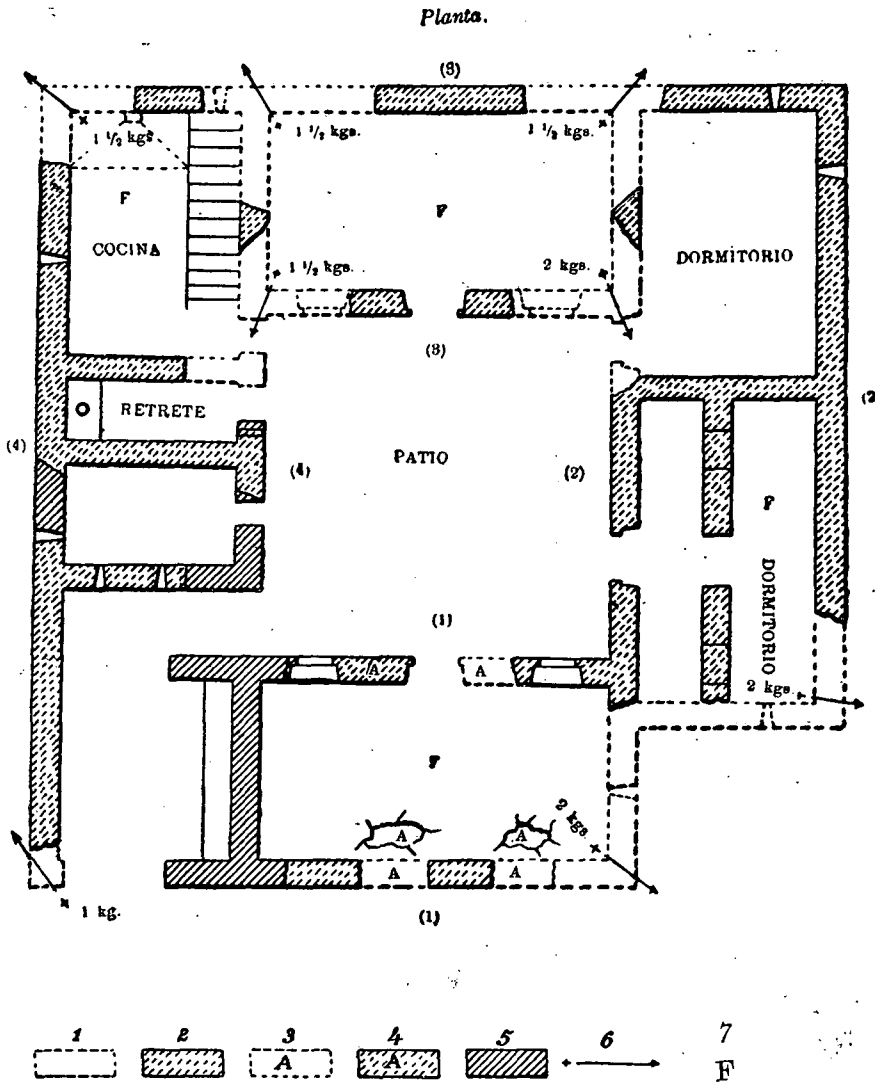 Planta.
(3)
1 ½ kgs
1 ½ kgs.
1 ½ kgs.
F
COCINA
F
DORMITORIO
1 ½ kgs.
2 kgs.
(3)
RETRETE
(4)
(4)
PATIO
(2)
(2
F
DORMITORIO
(1)
A
A
2 kgs.
F
2 kgs.
A
A
A
A
1 kg.
(1)
1 2 3 4 5 6 7
A A F